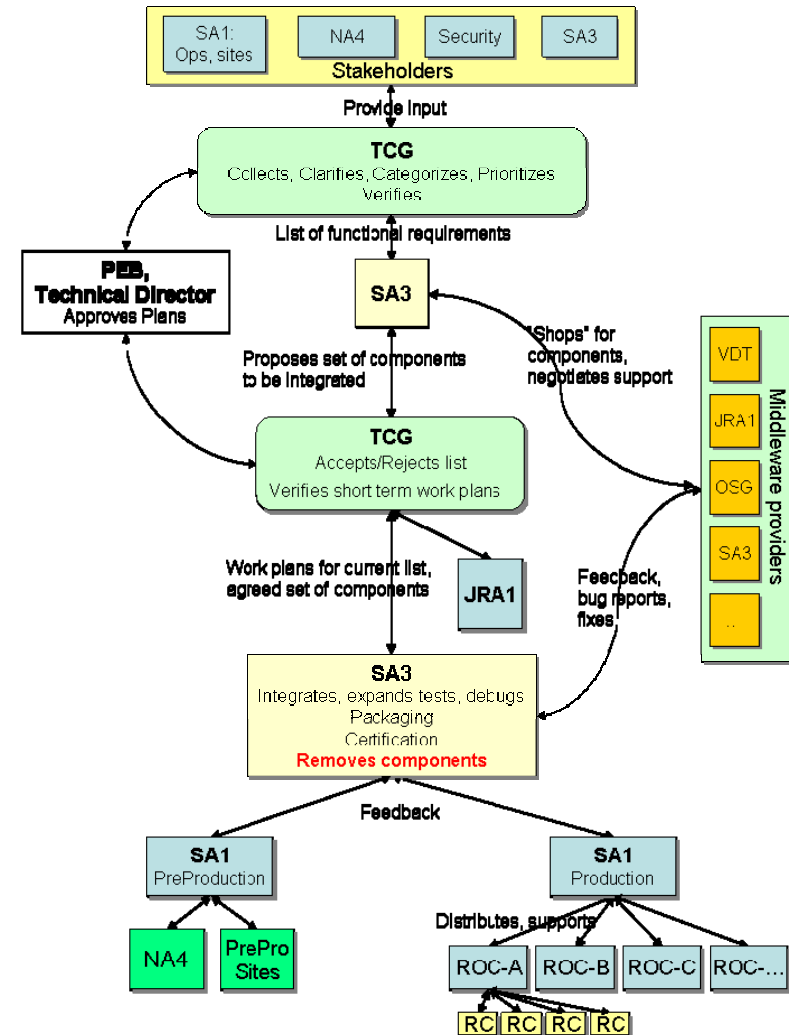 SA1:
Ops, sites
NA4
Security
SA3
Stakeholders
Provide input
TCG
Collects, Clarifies, Categorizes, Prioritizes
Verifies
List of functional requirements
PEB,
Technical Director
Approves Plans
SA3
"Shops" for
components,
negotiates support
Proposes set of components
to be integrated
TCG
Accepts/Rejects list
Verifies short term work plans
Middleware providers
VDT
JRA1
OSG
SA3
..
Work plans for current list,
agreed set of components
JRA1
Feedback,
bug reports,
fixes
SA3
Integrates, expands tests, debugs
Packaging
Certification
Removes components
Feedback
SA1
PreProduction
SA1
Production
NA4
PrePro
Sites
Distributes, supports
ROC-A
ROC-B
ROC-C
ROC-...
RC
RC
RC
RC